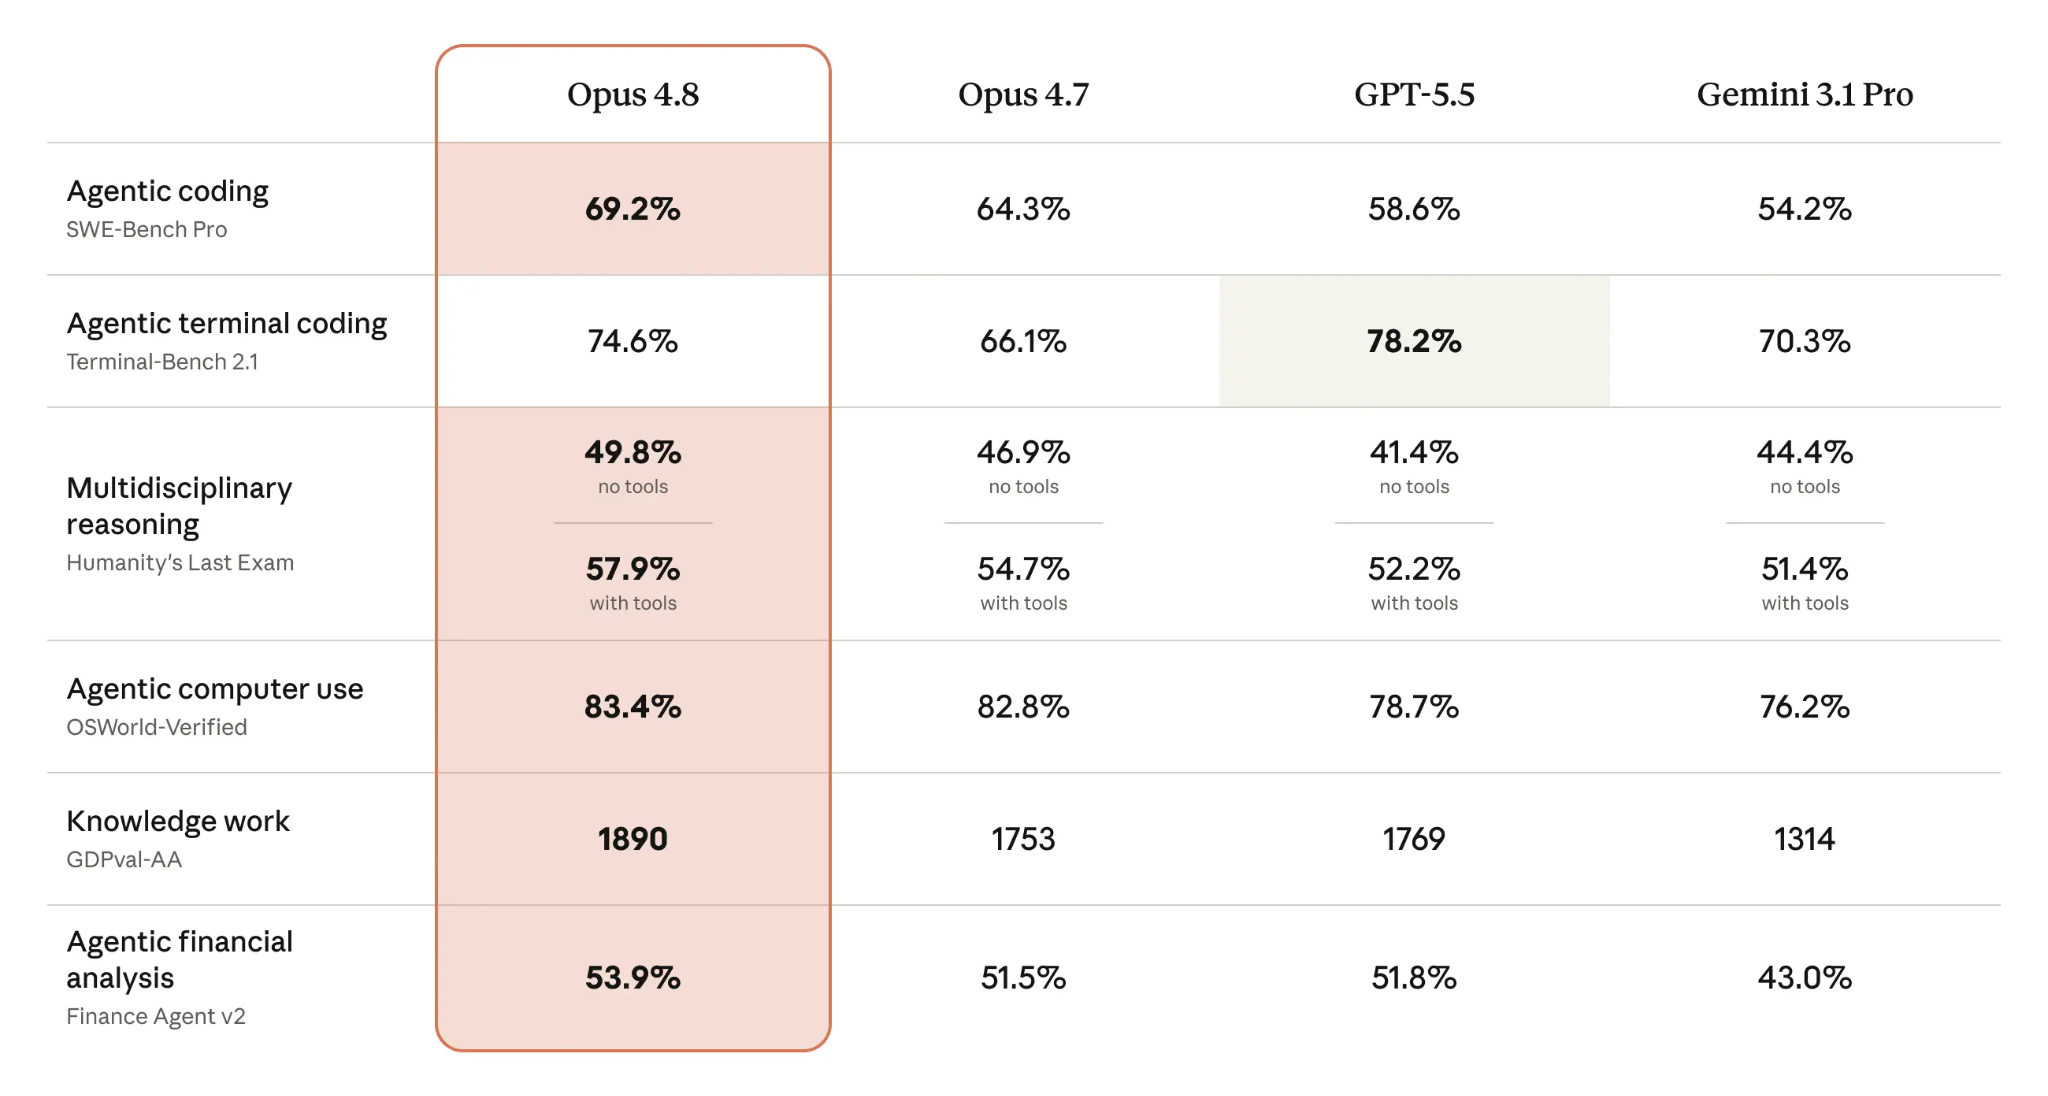 Opus 4.8 Opus 4.7 GPT-5.5 Gemini 3.1 Pro
Agentic coding
SWE-Bench Pro
69.2% 64.3% 58.6% 54.2%
Agentic terminal coding
Terminal-Bench 2.1
74.6% 66.1% 78.2% 70.3%
Multidisciplinary
reasoning
Humanity’s Last Exam
49.8% 46.9% 41.4% 44.4%
no tools no tools no tools no tools
57.9% 54.7% 52.2% 51.4%
with tools with tools with tools with tools
Agentic computer use
OSWorld-Verified
83.4% 82.8% 78.7% 76.2%
Knowledge work
GDPval-AA
1890 1753 1769 1314
Agentic financial
analysis
Finance Agent v2
53.9% 51.5% 51.8% 43.0%